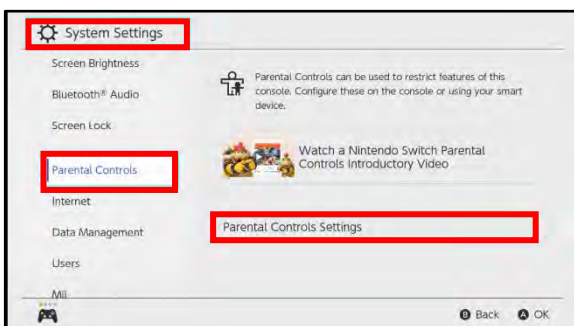 System Settings
Screen Brightness
Bluetooth® Audio
Screen Lock
Parental Controls
Internet
Data Management
Users
Mii
Parental Controls can be used to restrict features of this
console. Configure these on the console or using your smart
device.
Watch a Nintendo Switch Parental
Controls Introductory Video
Parental Controls Settings
B Back A OK